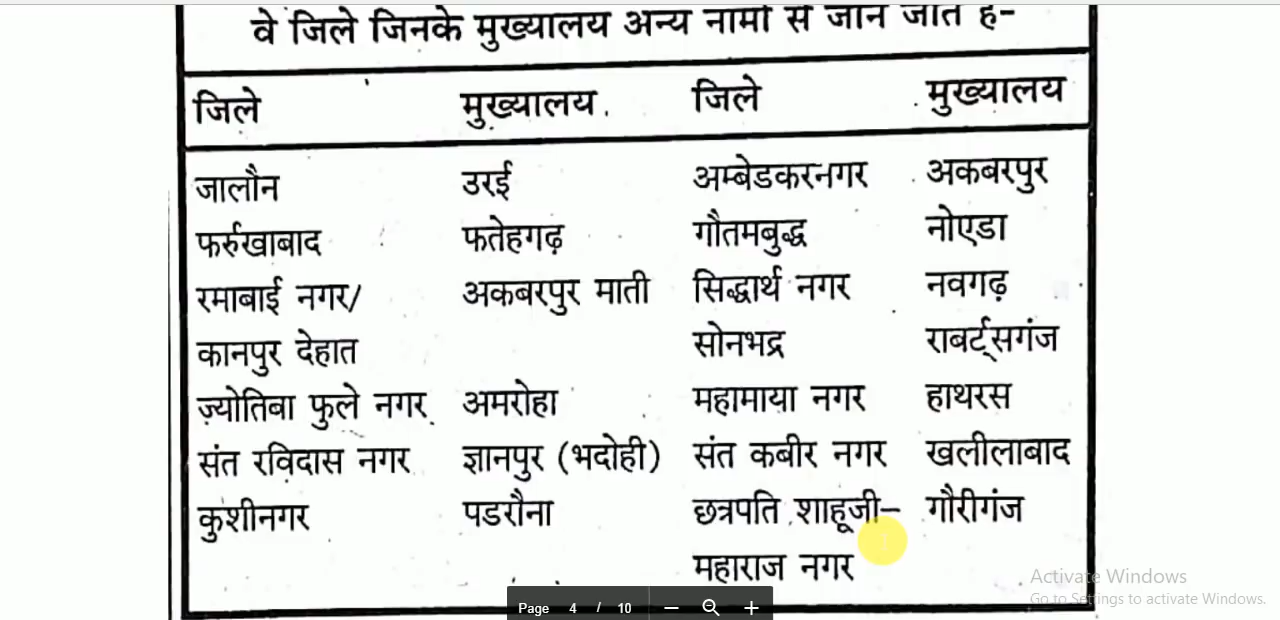 वे जिले जिनके मुख्यालय अन्य नामों से जाने जाते हैं-
जिले मुख्यालय जिले मुख्यालय
जालौन उरई अम्बेडकरनगर अकबरपुर
फर्रुखाबाद फतेहगढ़ गौतमबुद्ध नोएडा
रमाबाई नगर/ अकबरपुर माती सिद्धार्थ नगर नवगढ़
कानपुर देहात सोनभद्र राबर्ट्सगंज
ज़्योतिबा फुले नगर अमरोहा महामाया नगर हाथरस
संत रविदास नगर ज्ञानपुर (भदोही) संत कबीर नगर खलीलाबाद
कुशीनगर पडरौना छत्रपति शाहूजी- गौरीगंज
महाराज नगर
Activate Windows
Go to Settings to activate Windows.
Page 4 / 10